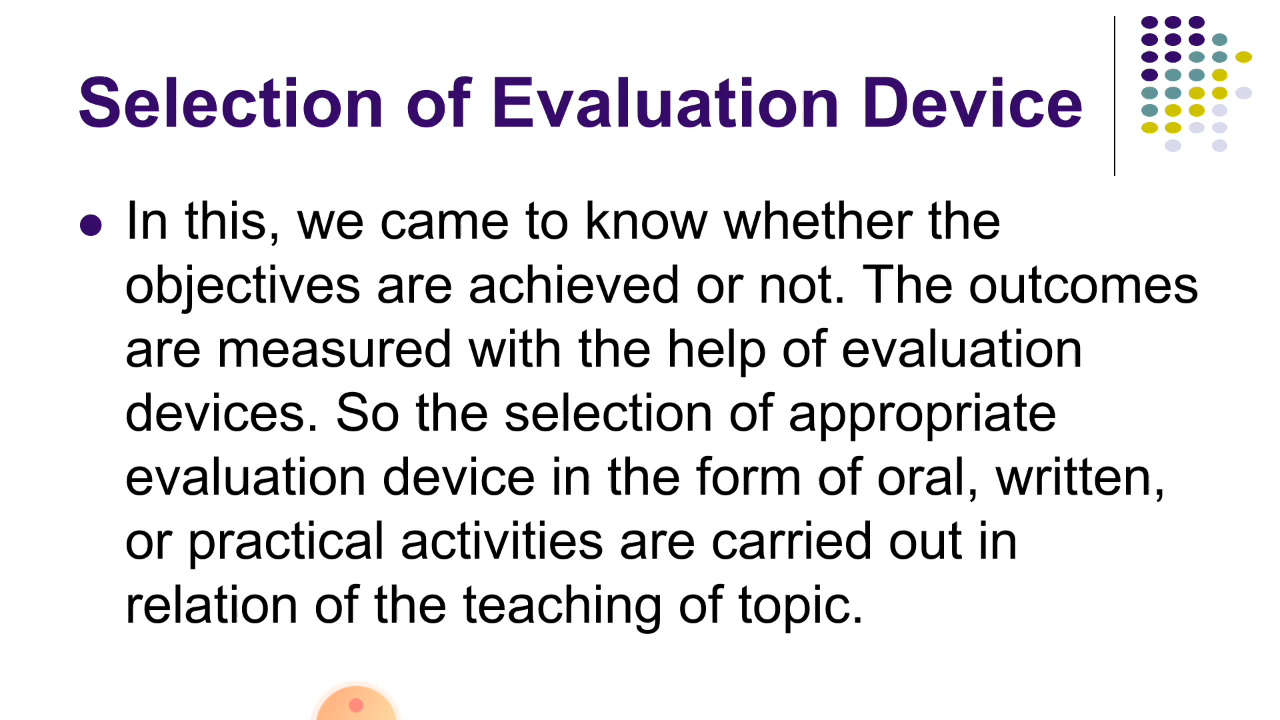 Selection of Evaluation Device
In this, we came to know whether the
objectives are achieved or not. The outcomes
are measured with the help of evaluation
devices. So the selection of appropriate
evaluation device in the form of oral, written,
or practical activities are carried out in
relation of the teaching of topic.